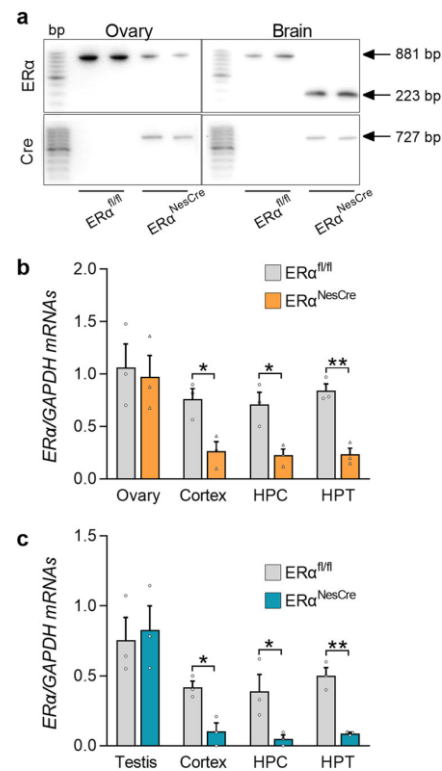 a
bp Ovary Brain
ERα
881 bp
223 bp
Cre
727 bp
ERα^fl/fl ERα^NesCre ERα^fl/fl ERα^NesCre
b
ERα/GAPDH mRNAs
2.0
1.5
1.0
0.5
0.0
ERα^fl/fl
ERα^NesCre
* * **
Ovary Cortex HPC HPT
c
ERα/GAPDH mRNAs
1.5
1.0
0.5
0.0
ERα^fl/fl
ERα^NesCre
* * **
Testis Cortex HPC HPT